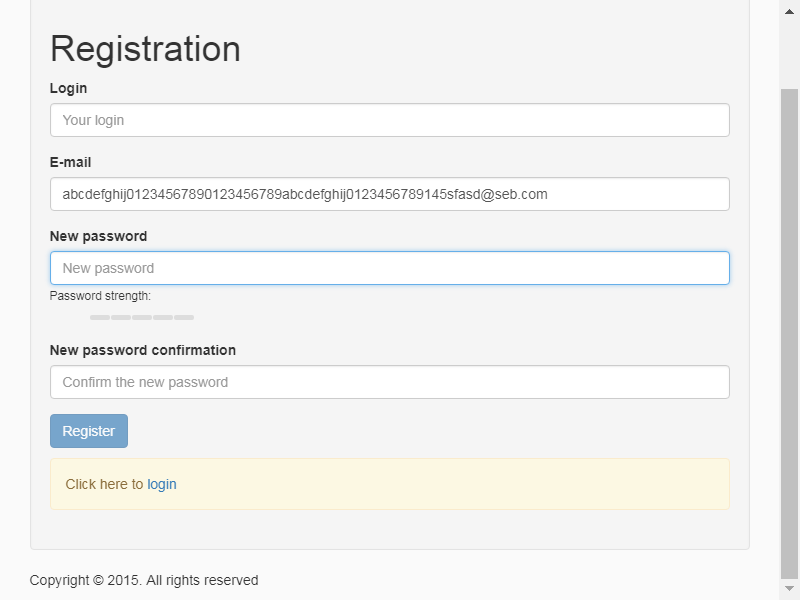 Registration
Login
Your login
E-mail
abcdefghij01234567890123456789abcdefghij0123456789145sfasd@seb.com
New password
New password
Password strength:
New password confirmation
Confirm the new password
Register
Click here to login
Copyright © 2015. All rights reserved